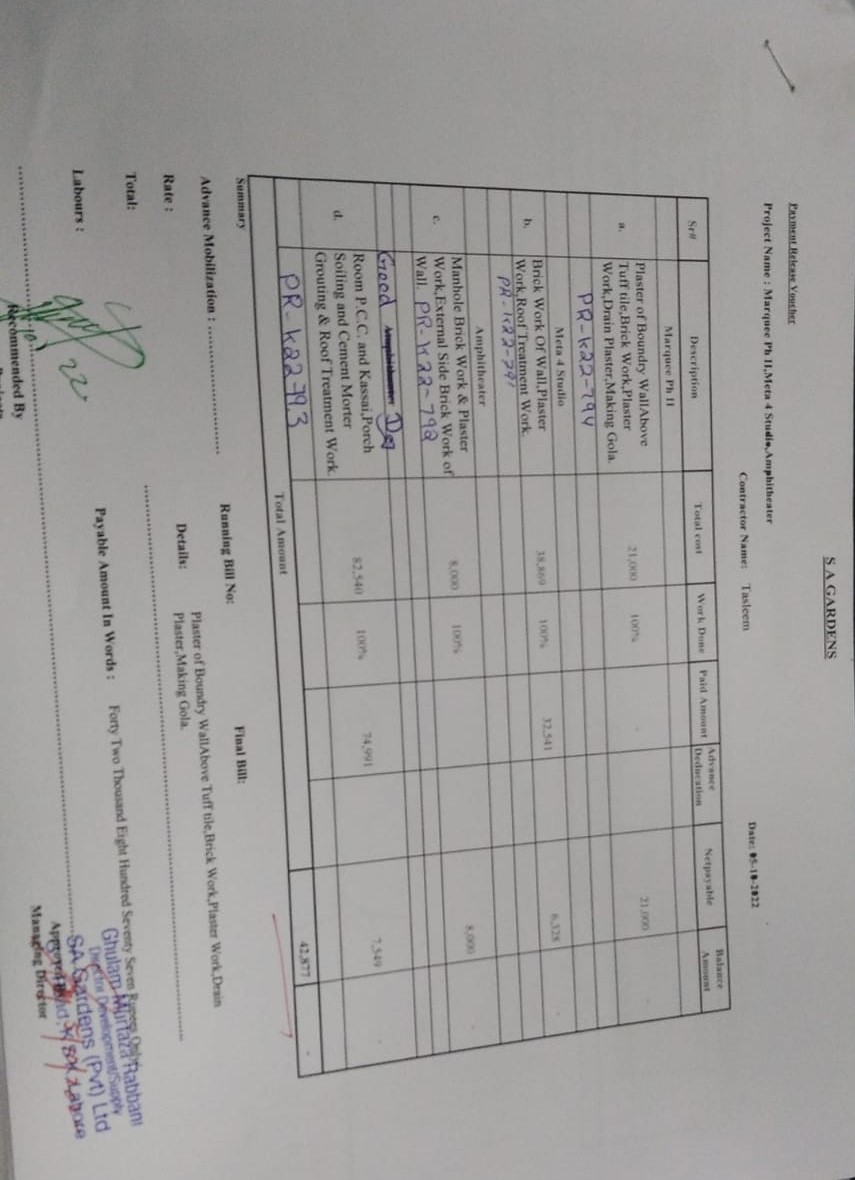 S A GARDENS
Payment Release Voucher
Project Name : Marquee Ph II,Meta 4 Studio,Amphitheater
Contractor Name: Tasleem
Date: 05-10-2022
Sr# Description Total cost Work Done Paid Amount Advance Deducation Netpayable Balance Amount
Marquee Ph II
a. Plaster of Boundry WallAbove Tuff tile,Brick Work,Plaster Work,Drain Plaster,Making Gola. 21,000 100% - 21,000
PR-K22-794
Meta 4 Studio
b. Brick Work Of Wall,Plaster Work,Roof Treatment Work. 38,869 100% 32,541 6,328
PR-K22-791
Amphitheater
c. Manhole Brick Work & Plaster Work,External Side Brick Work of Wall. 8,000 100% 8,000
PR-K22-792
Amphitheater
d. Room P.C.C. and Kassai,Porch Soiling and Cement Morter Grouting & Roof Treatment Work. 82,540 100% 74,991 7,549
PR-K22-793
Total Amount 42,877 -
Summary
Advance Mobilization :
Running Bill No:
Final Bill:
Rate :
Details: Plaster of Boundry WallAbove Tuff tile,Brick Work,Plaster Work,Drain
Plaster,Making Gola.
Total:
Payable Amount In Words : Forty Two Thousand Eight Hundred Seventy Seven Rupees Only
Labours :
Ghulam Murtaza Rabbani
Director Development/Supply
SA Gardens (Pvt) Ltd
Recommended By
Approved By
Managing Director